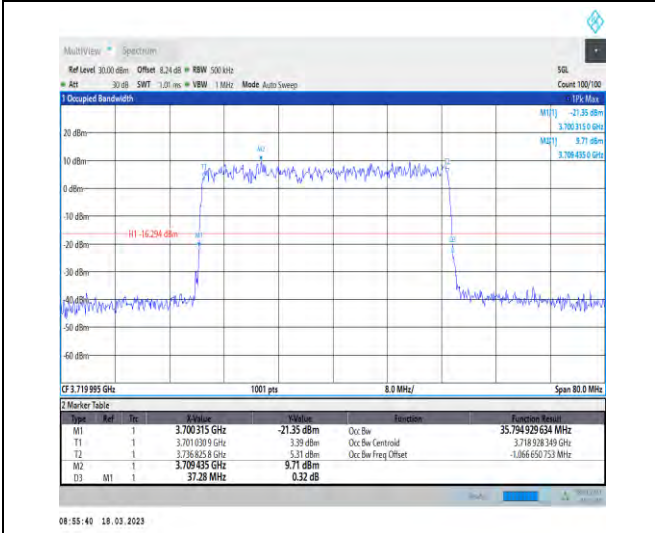 MultiView Spectrum
Ref Level 30.00 dBm Offset 8.24 dB RBW 500 kHz SGL
Att 30 dB SWT 1.01 ms VBW 1 MHz Mode Auto Sweep Count 100/100
1 Occupied Bandwidth 1Pk Max
M1[1] -21.35 dBm
3.700 315 0 GHz
M2[1] 9.71 dBm
3.709 435 0 GHz
20 dBm
M2
10 dBm
T1
0 dBm
-10 dBm
H1 -16.294 dBm
M1
-20 dBm
D3
-30 dBm
-40 dBm
-50 dBm
-60 dBm
CF 3.719 995 GHz 1001 pts 8.0 MHz/ Span 80.0 MHz
2 Marker Table
Type Ref Trc X-Value Y-Value Function Function Result
M1 1 3.700 315 GHz -21.35 dBm Occ Bw 35.794 929 634 MHz
T1 1 3.701 030 9 GHz 3.39 dBm Occ Bw Centroid 3.718 928 349 GHz
T2 1 3.736 825 8 GHz 5.31 dBm Occ Bw Freq Offset -1.066 650 753 MHz
M2 1 3.709 435 GHz 9.71 dBm
D3 M1 1 37.28 MHz 0.32 dB
08:55:40 18.03.2023